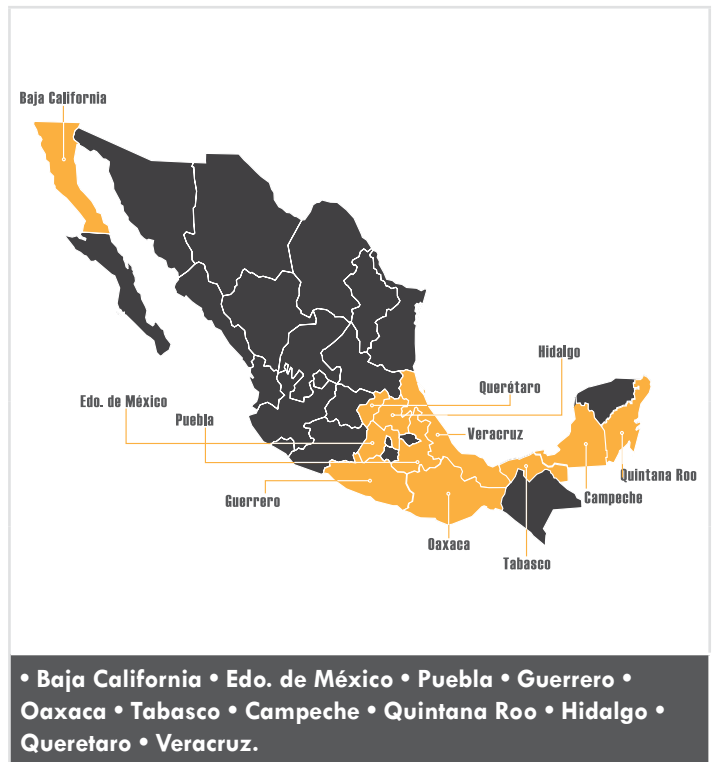 Baja California
Hidalgo
Querétaro
Edo. de México
Puebla
Veracruz
Quintana Roo
Campeche
Guerrero
Oaxaca
Tabasco
• Baja California • Edo. de México • Puebla • Guerrero •
Oaxaca • Tabasco • Campeche • Quintana Roo • Hidalgo •
Queretaro • Veracruz.